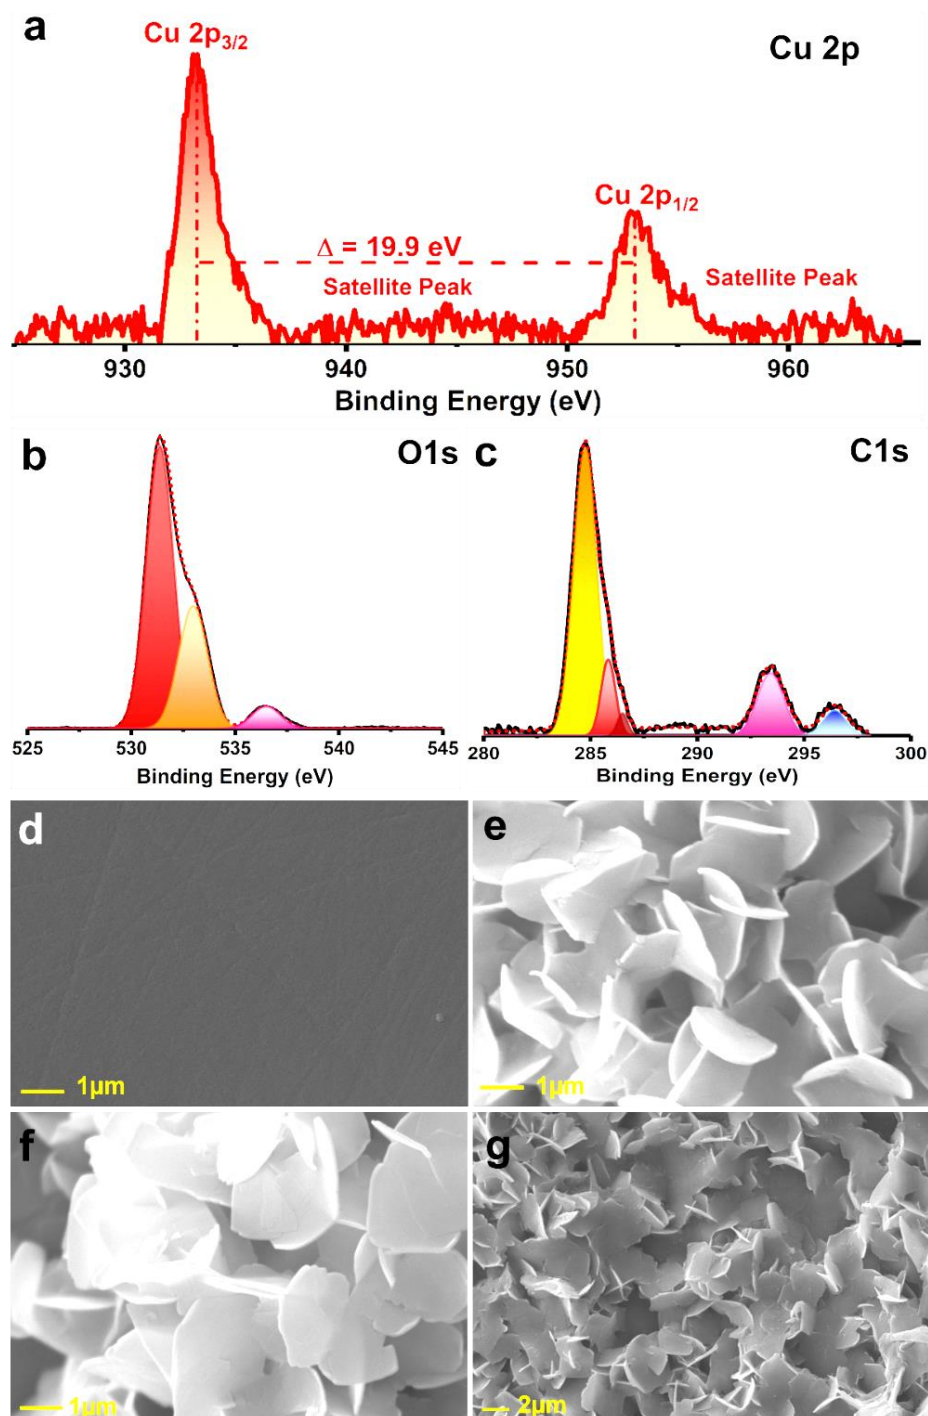 a
Cu 2p3/2
Cu 2p
Cu 2p1/2
Δ = 19.9 eV
Satellite Peak
Satellite Peak
930 940 950 960
Binding Energy (eV)
b
O1s
525 530 535 540 545
Binding Energy (eV)
c
C1s
280 285 290 295 300
Binding Energy (eV)
d
1μm
e
1μm
f
1μm
g
2μm